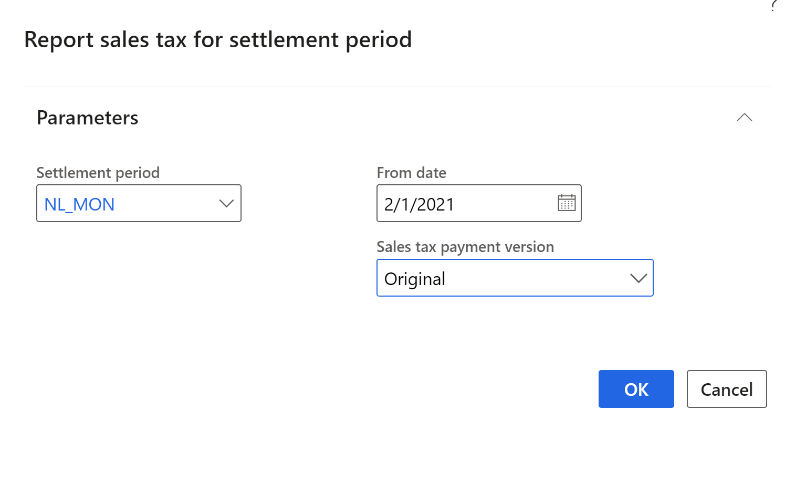 ?
Report sales tax for settlement period
Parameters
Settlement period
NL_MON
From date
2/1/2021
Sales tax payment version
Original
OK
Cancel